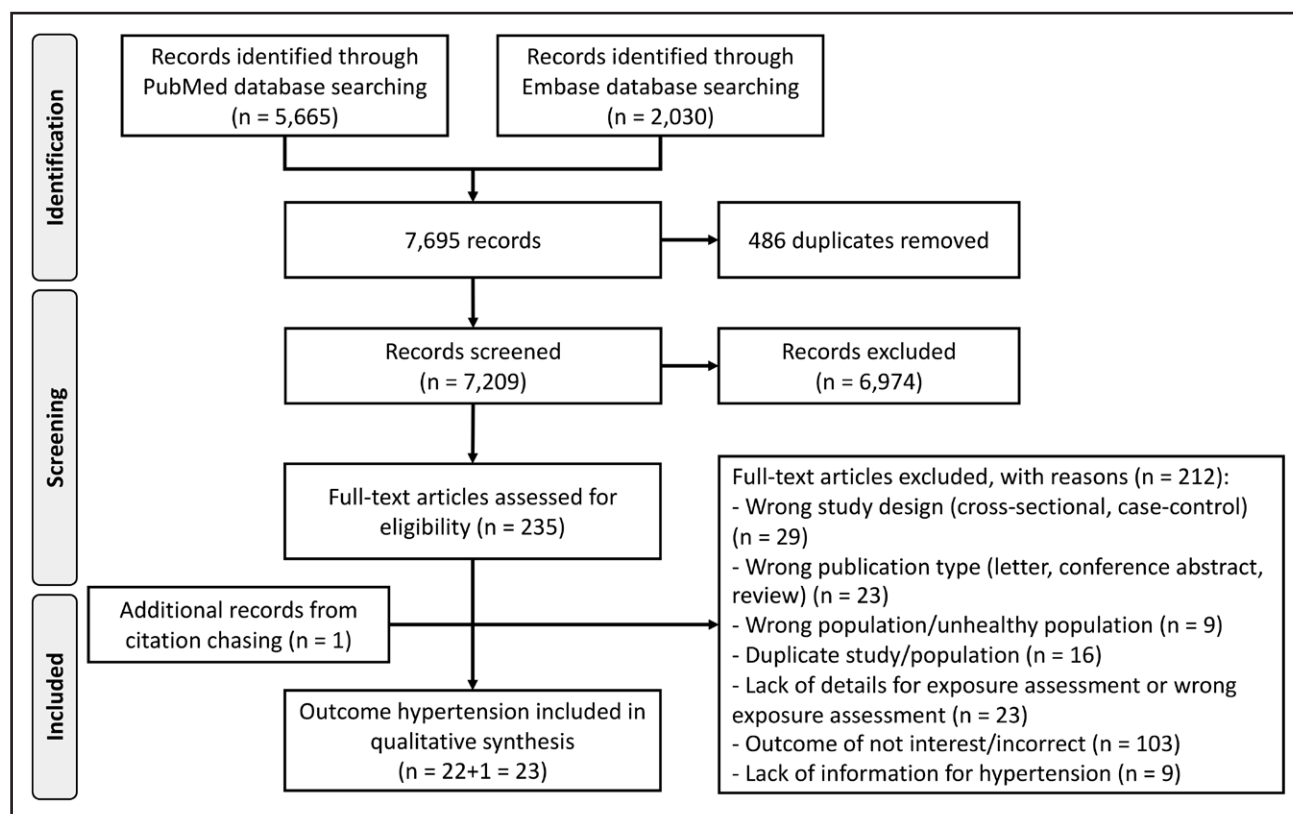 Identification
Records identified through
PubMed database searching
(n = 5,665)
Records identified through
Embase database searching
(n = 2,030)
7,695 records
486 duplicates removed
Screening
Records screened
(n = 7,209)
Records excluded
(n = 6,974)
Full-text articles assessed for
eligibility (n = 235)
Full-text articles excluded, with reasons (n = 212):
- Wrong study design (cross-sectional, case-control)
(n = 29)
- Wrong publication type (letter, conference abstract,
review) (n = 23)
- Wrong population/unhealthy population (n = 9)
- Duplicate study/population (n = 16)
- Lack of details for exposure assessment or wrong
exposure assessment (n = 23)
- Outcome of not interest/incorrect (n = 103)
- Lack of information for hypertension (n = 9)
Included
Additional records from
citation chasing (n = 1)
Outcome hypertension included in
qualitative synthesis
(n = 22+1 = 23)